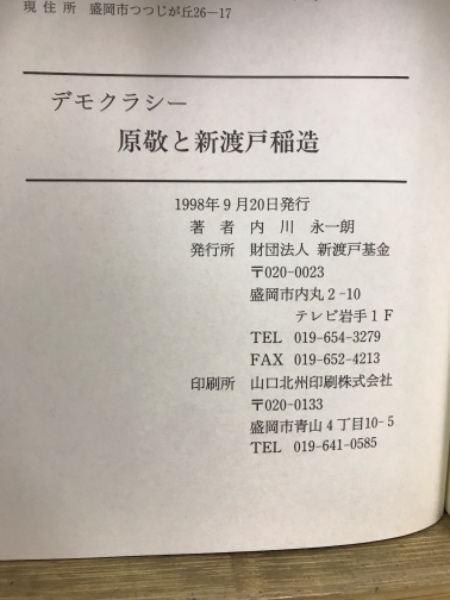 現住所 盛岡市つつじが丘26―17
デモクラシー
原敬と新渡戸稲造
1998年9月20日発行
著者 内川 永一朗
発行所 財団法人 新渡戸基金
〒020-0023
盛岡市内丸2-10
テレビ岩手1F
TEL 019-654-3279
FAX 019-652-4213
印刷所 山口北州印刷株式会社
〒020-0133
盛岡市青山4丁目10-5
TEL 019-641-0585